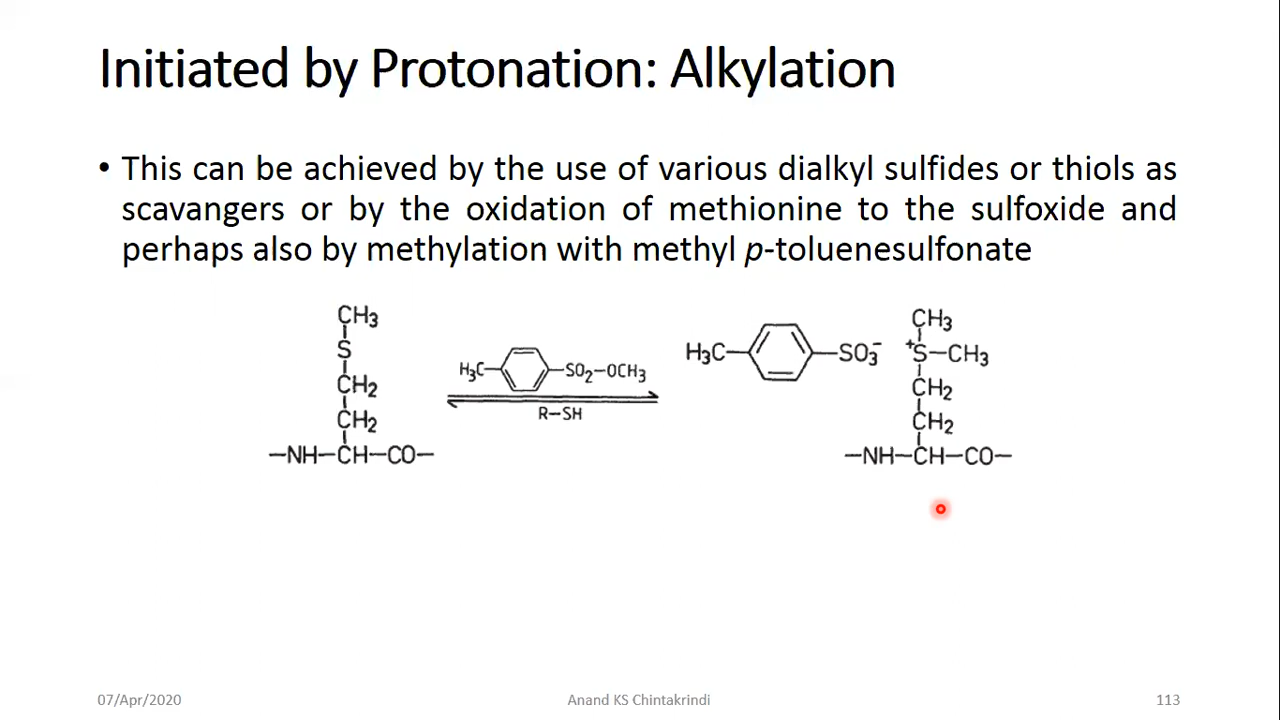 Initiated by Protonation: Alkylation
• This can be achieved by the use of various dialkyl sulfides or thiols as
scavangers or by the oxidation of methionine to the sulfoxide and
perhaps also by methylation with methyl p-toluenesulfonate
CH3
S
CH2
CH2
–NH–CH–CO–
H3C– –SO2–OCH3
R–SH
H3C– –SO3⁻
CH3
⁺S–CH3
CH2
CH2
–NH–CH–CO–
07/Apr/2020
Anand KS Chintakrindi
113